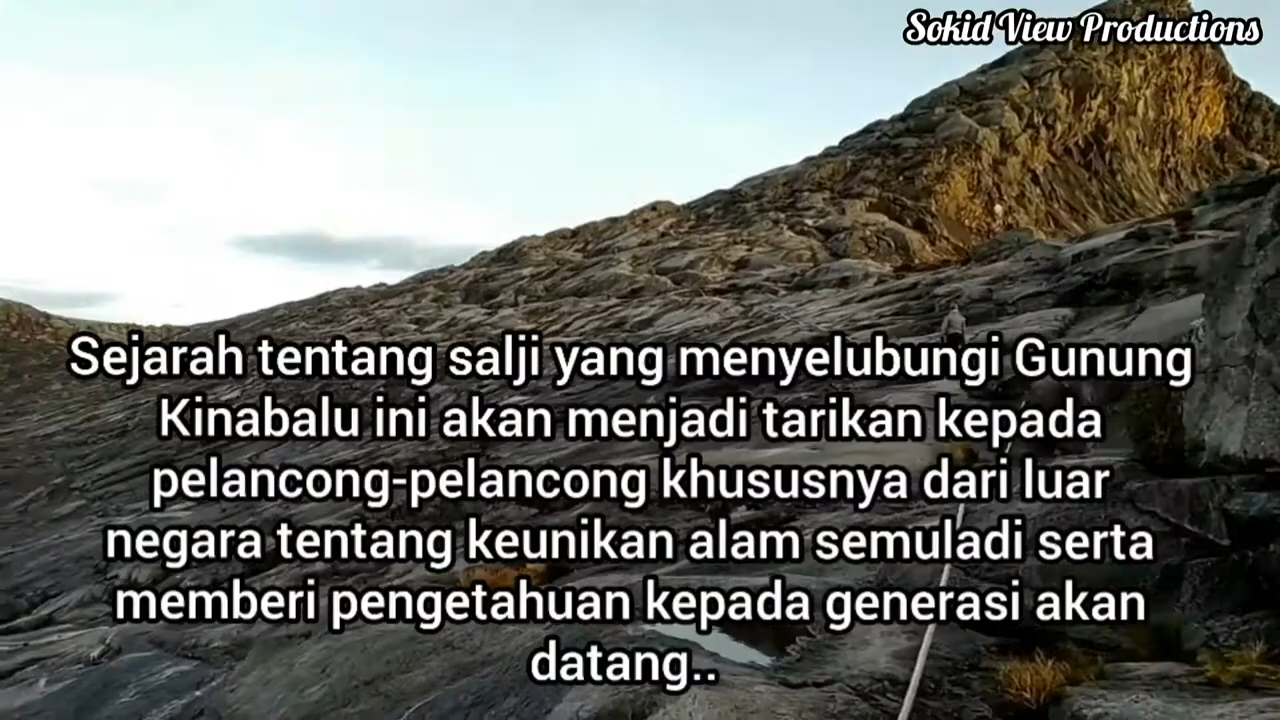 Sokid View Productions
Sejarah tentang salji yang menyelubungi Gunung
Kinabalu ini akan menjadi tarikan kepada
pelancong-pelancong khususnya dari luar
negara tentang keunikan alam semuladi serta
memberi pengetahuan kepada generasi akan
datang..